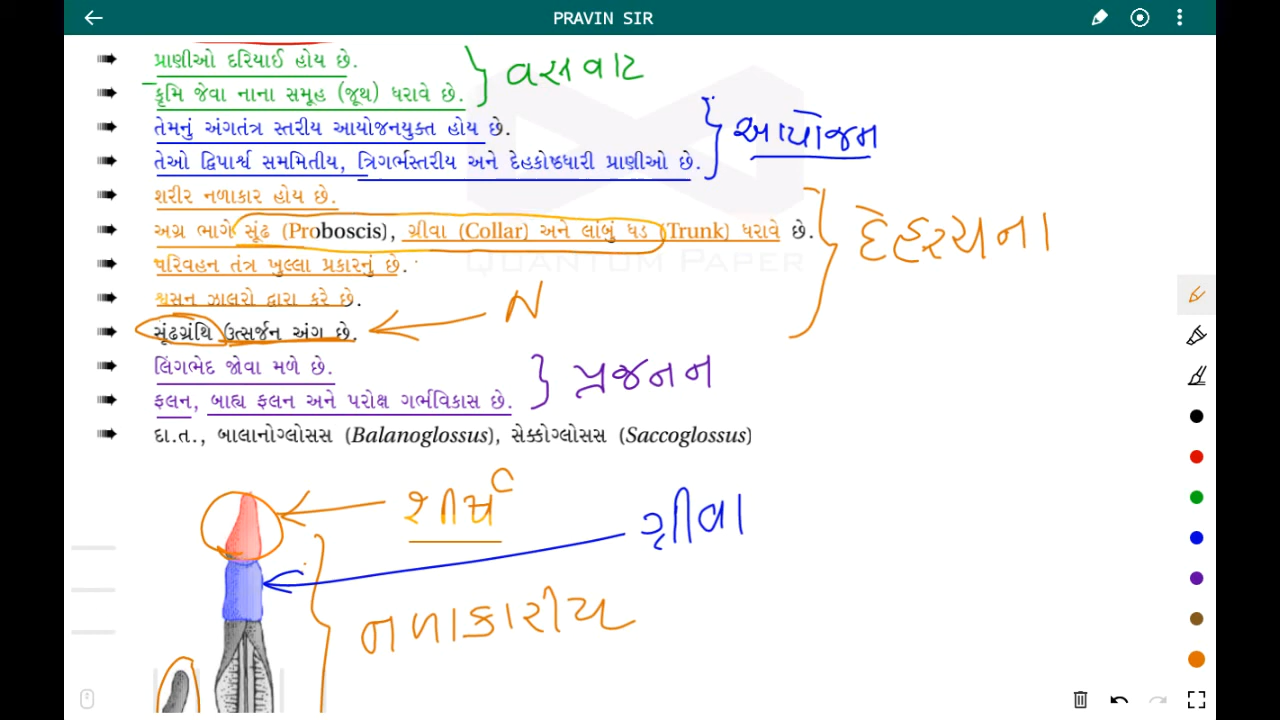 PRAVIN SIR
પ્રાણીઓ દરિયાઈ હોય છે.
કૃમિ જેવા નાના સમૂહ (જૂથ) ધરાવે છે.
વસવાટ
તેમનું અંગતંત્ર સ્તરીય આયોજનયુક્ત હોય છે.
તેઓ દ્વિપાર્શ્વ સમમિતીય, ત્રિગર્ભસ્તરીય અને દેહકોષ્ઠધારી પ્રાણીઓ છે.
આયોજન
શરીર નળાકાર હોય છે.
અગ્ર ભાગે સૂંઢ (Proboscis), ગ્રીવા (Collar) અને લાંબું ધડ (Trunk) ધરાવે છે.
દેહરચના
QUANTUM PAPER
પરિવહન તંત્ર ખુલ્લા પ્રકારનું છે.
શ્વસન ઝાલરો દ્વારા કરે છે.
સૂંઢગ્રંથિ ઉત્સર્જન અંગ છે.
N
લિંગભેદ જોવા મળે છે.
ફલન, બાહ્ય ફલન અને પરોક્ષ ગર્ભવિકાસ છે.
પ્રજનન
દા.ત., બાલાનોગ્લોસસ (Balanoglossus), સેક્કોગ્લોસસ (Saccoglossus)
શીર્ષ
ગ્રીવા
નળાકારીય